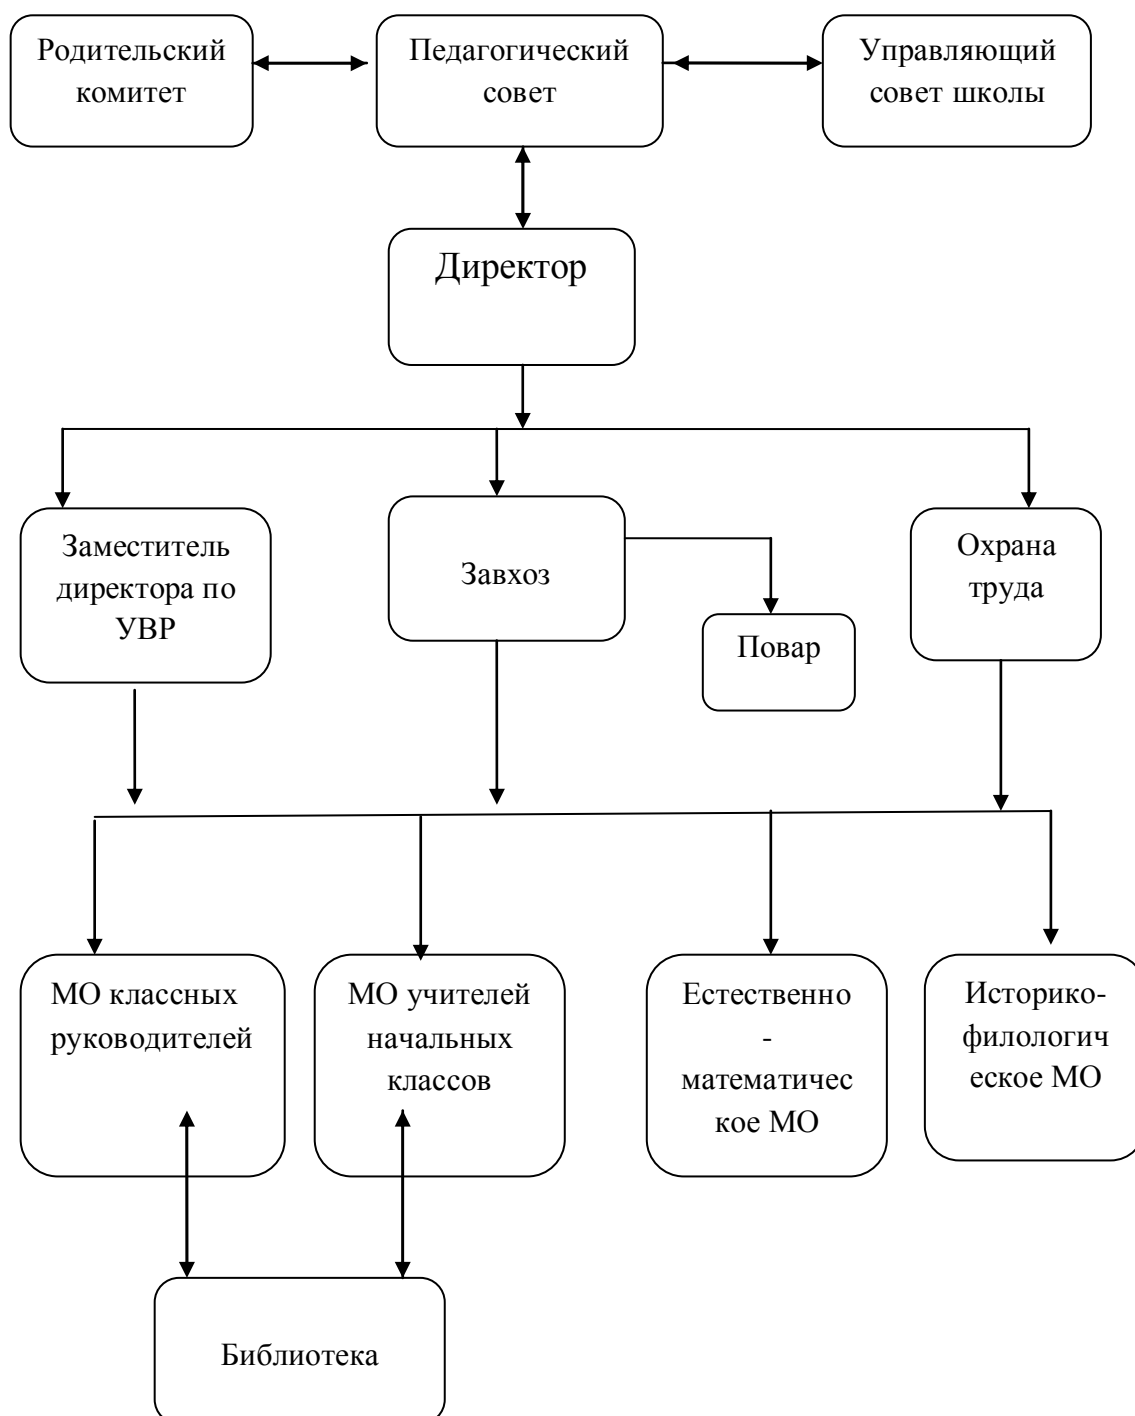 Родительский
комитет
Педагогический
совет
Управляющий
совет школы
Директор
Заместитель
директора по
УВР
Завхоз
Охрана
труда
Повар
МО классных
руководителей
МО учителей
начальных
классов
Естественно
-
математичес
кое МО
Историко-
филологич
еское МО
Библиотека